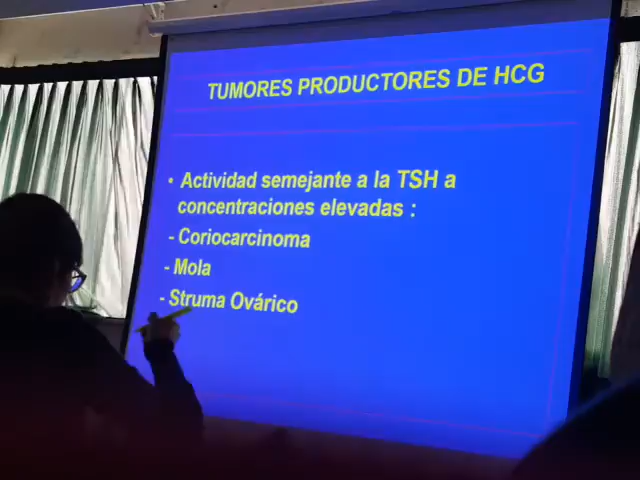 TUMORES PRODUCTORES DE HCG
• Actividad semejante a la TSH a
concentraciones elevadas :
- Coriocarcinoma
- Mola
- Struma Ovárico